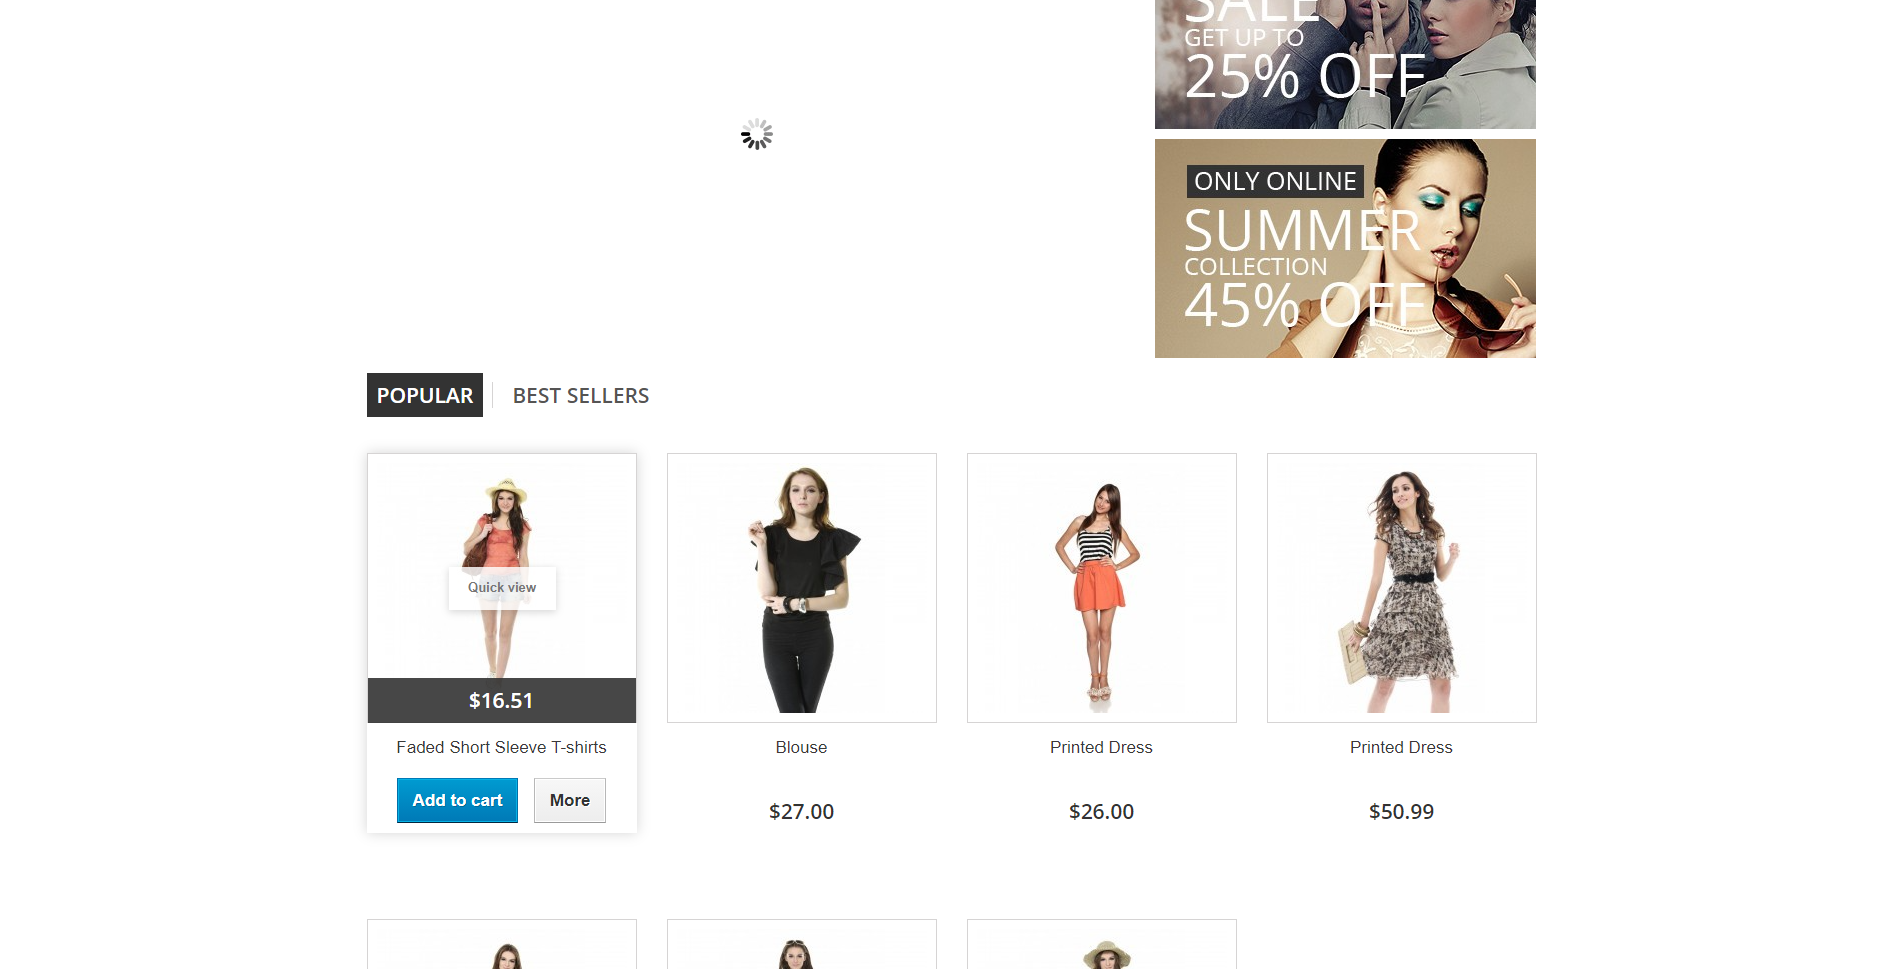 SALE
GET UP TO
25% OFF
ONLY ONLINE
SUMMER
COLLECTION
45% OFF
POPULAR
BEST SELLERS
Quick view
$16.51
Faded Short Sleeve T-shirts
Add to cart
More
Blouse
$27.00
Printed Dress
$26.00
Printed Dress
$50.99